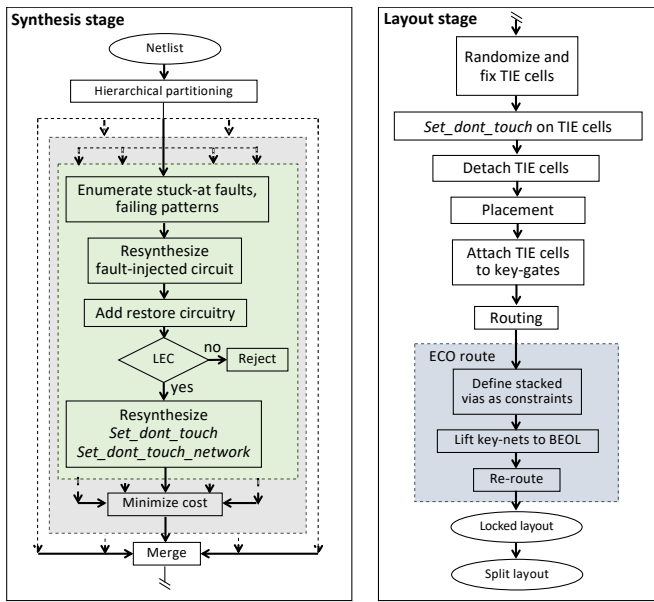 Synthesis stage
Netlist
Hierarchical partitioning
Enumerate stuck-at faults,
failing patterns
Resynthesize
fault-injected circuit
Add restore circuitry
LEC
no
Reject
yes
Resynthesize
Set_dont_touch
Set_dont_touch_network
Minimize cost
Merge
Layout stage
Randomize and
fix TIE cells
Set_dont_touch on TIE cells
Detach TIE cells
Placement
Attach TIE cells
to key-gates
Routing
ECO route
Define stacked
vias as constraints
Lift key-nets to BEOL
Re-route
Locked layout
Split layout